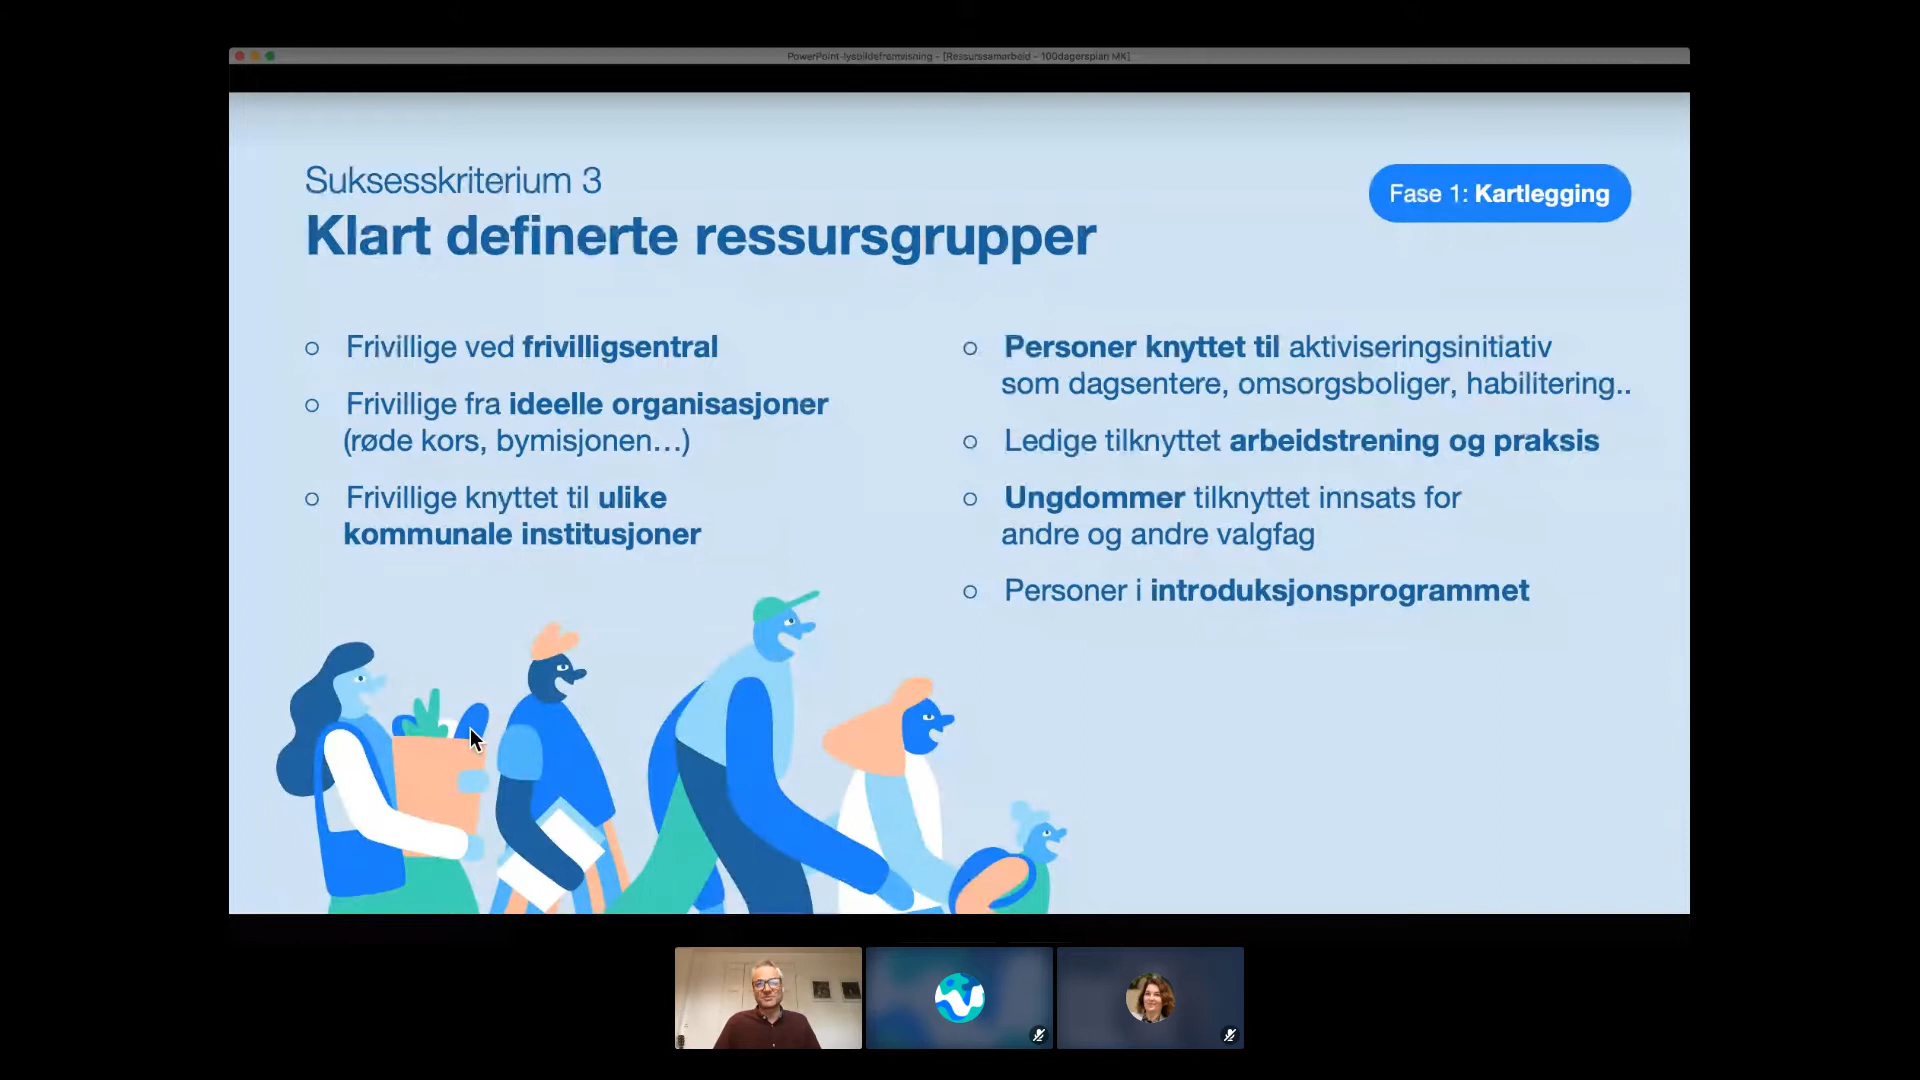 PowerPoint-lysbildefremvisning - [Ressurssamarbeid - 100dagersplan MK]
Suksesskriterium 3
Klart definerte ressursgrupper
Fase 1: Kartlegging
○ Frivillige ved frivilligsentral
○ Frivillige fra ideelle organisasjoner
(røde kors, bymisjonen...)
○ Frivillige knyttet til ulike
kommunale institusjoner
○ Personer knyttet til aktiviseringsinitiativ
som dagsentere, omsorgsboliger, habilitering..
○ Ledige tilknyttet arbeidstrening og praksis
○ Ungdommer tilknyttet innsats for
andre og andre valgfag
○ Personer i introduksjonsprogrammet